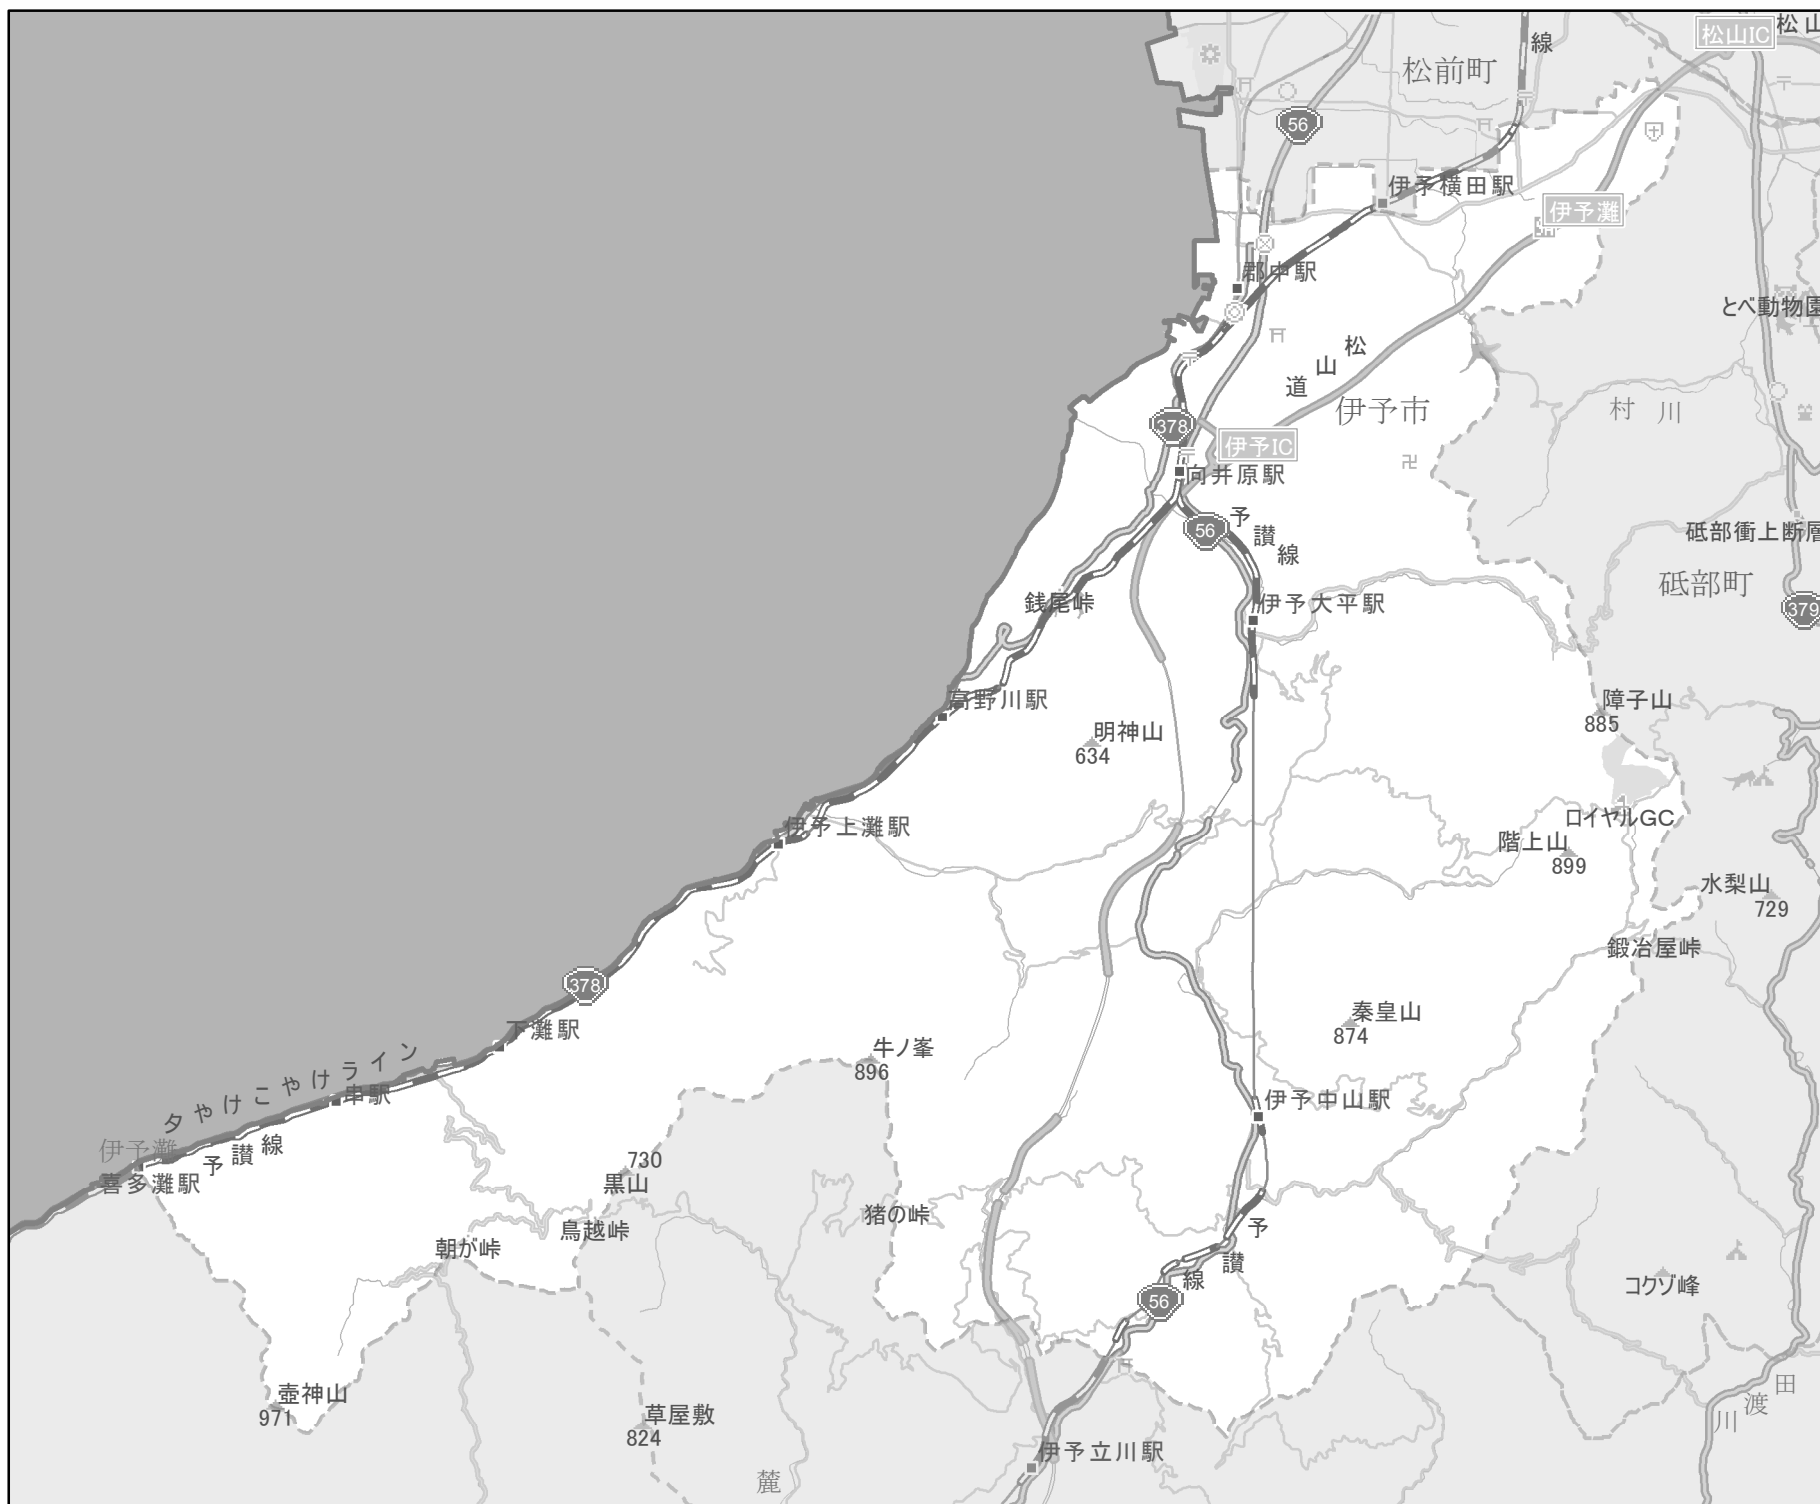 松山IC
松山
線
松前町
56
伊予横田駅
伊予灘
郡中駅
とべ動物園
松
山
道
伊予市
村川
378
伊予IC
向井原駅
56
予
讃
線
砥部衝上断層
砥部町
379
銭尾峠
伊予大平駅
高野川駅
障子山
885
明神山
634
伊予上灘駅
ロイヤルGC
階上山
899
水梨山
729
鍛冶屋峠
378
秦皇山
874
下灘駅
牛ノ峯
896
夕やけこやけライン
串駅
伊予中山駅
伊予灘
予讃線
喜多灘駅
730
黒山
猪の峠
鳥越峠
朝が峠
予
讃
線
56
コクゾ峰
壺神山
971
草屋敷
824
田
渡
川
伊予立川駅
麓